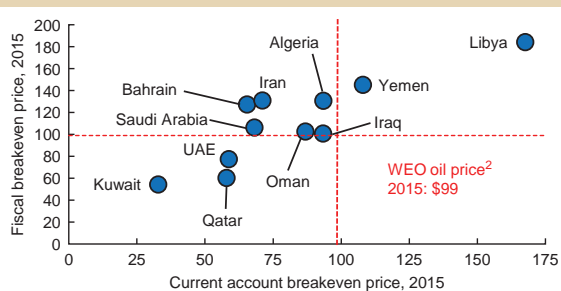 Fiscal breakeven price, 2015
200
180
160
140
120
100
80
60
40
20
0
Algeria
Libya
Bahrain
Iran
Yemen
Saudi Arabia
Iraq
UAE
Oman
WEO oil price2
2015: $99
Kuwait
Qatar
0
25
50
75
100
125
150
175
Current account breakeven price, 2015